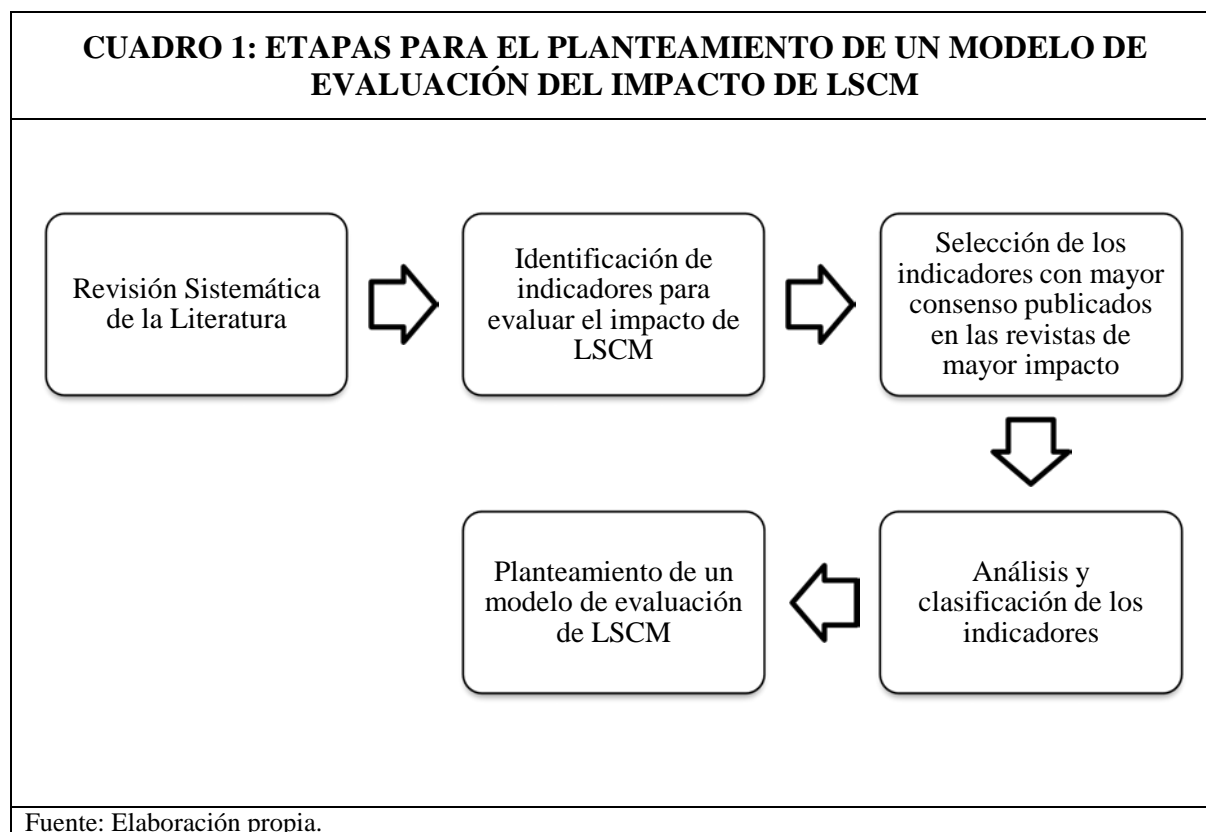 CUADRO 1: ETAPAS PARA EL PLANTEAMIENTO DE UN MODELO DE
EVALUACIÓN DEL IMPACTO DE LSCM
Revisión Sistemática
de la Literatura
Identificación de
indicadores para
evaluar el impacto de
LSCM
Selección de los
indicadores con mayor
consenso publicados
en las revistas de
mayor impacto
Análisis y
clasificación de los
indicadores
Planteamiento de un
modelo de evaluación
de LSCM
Fuente: Elaboración propia.